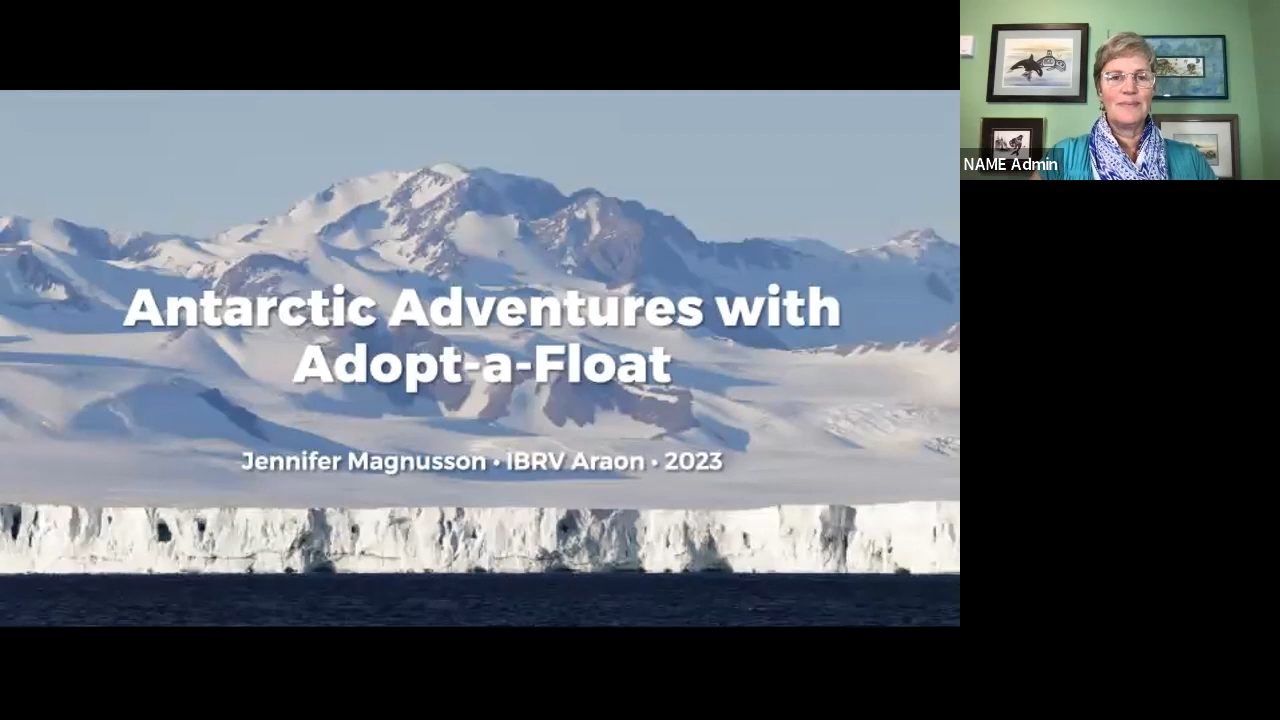 Antarctic Adventures with
Adopt-a-Float
Jennifer Magnusson • IBRV Araon • 2023
NAME Admin